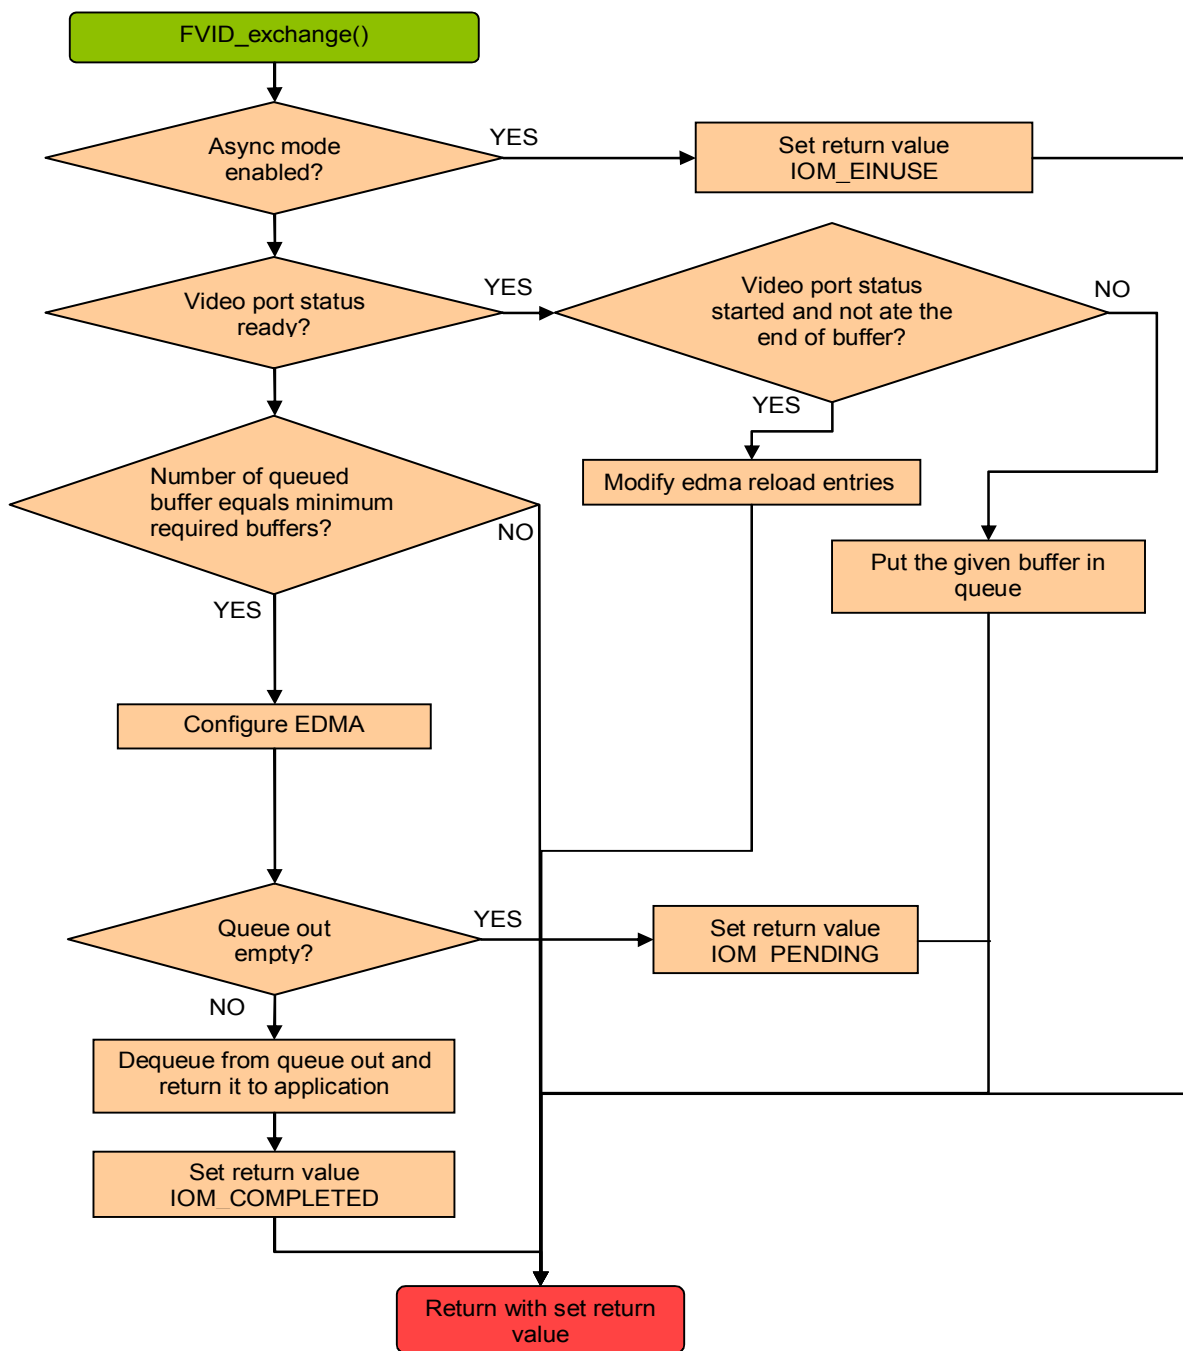 FVID_exchange()
Async mode
enabled?
YES
Set return value
IOM_EINUSE
Video port status
ready?
YES
Video port status
started and not ate the
end of buffer?
NO
YES
Modify edma reload entries
Number of queued
buffer equals minimum
required buffers?
NO
YES
Put the given buffer in
queue
Configure EDMA
Queue out
empty?
YES
Set return value
IOM_PENDING
NO
Dequeue from queue out and
return it to application
Set return value
IOM_COMPLETED
Return with set return
value